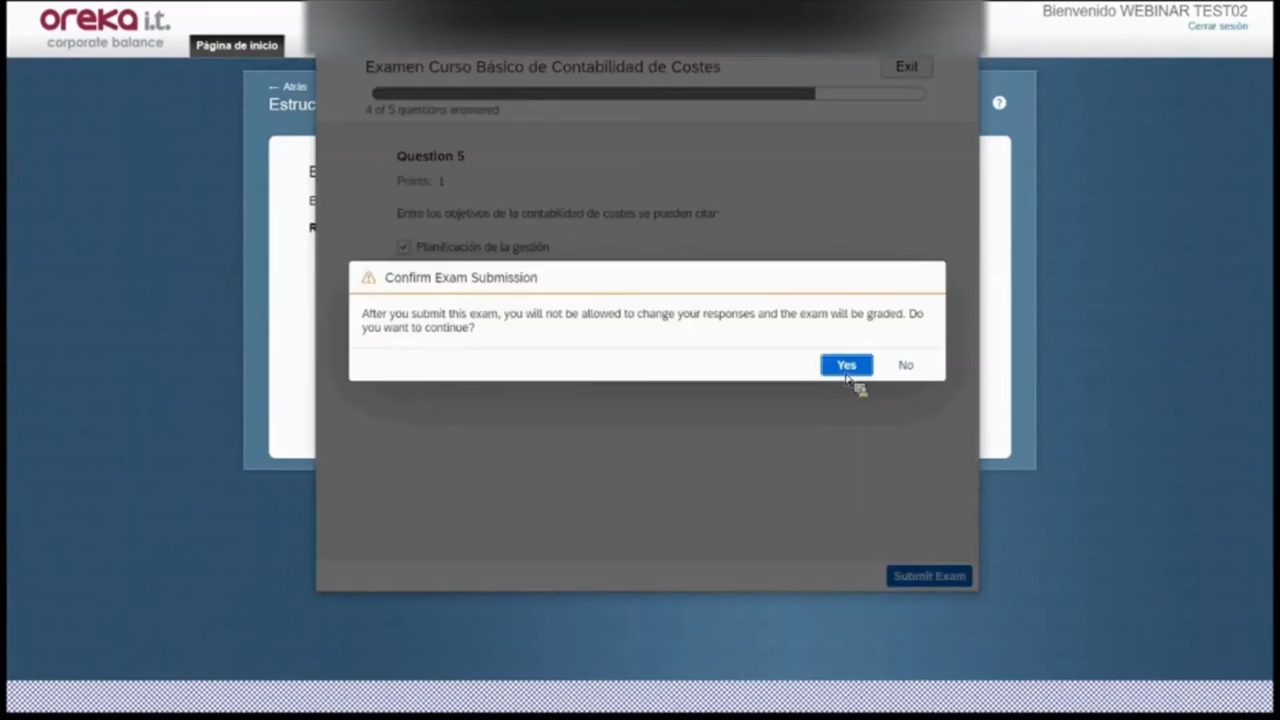 oreka i.t.
corporate balance
Página de inicio
Bienvenido WEBINAR TEST02
Cerrar sesión
← Atrás
Estruc
Examen Curso Básico de Contabilidad de Costes
Exit
4 of 5 questions answered
?
Question 5
Points: 1
Entre los objetivos de la contabilidad de costes se pueden citar:
Planificación de la gestión
Confirm Exam Submission
After you submit this exam, you will not be allowed to change your responses and the exam will be graded. Do
you want to continue?
Yes
No
Submit Exam